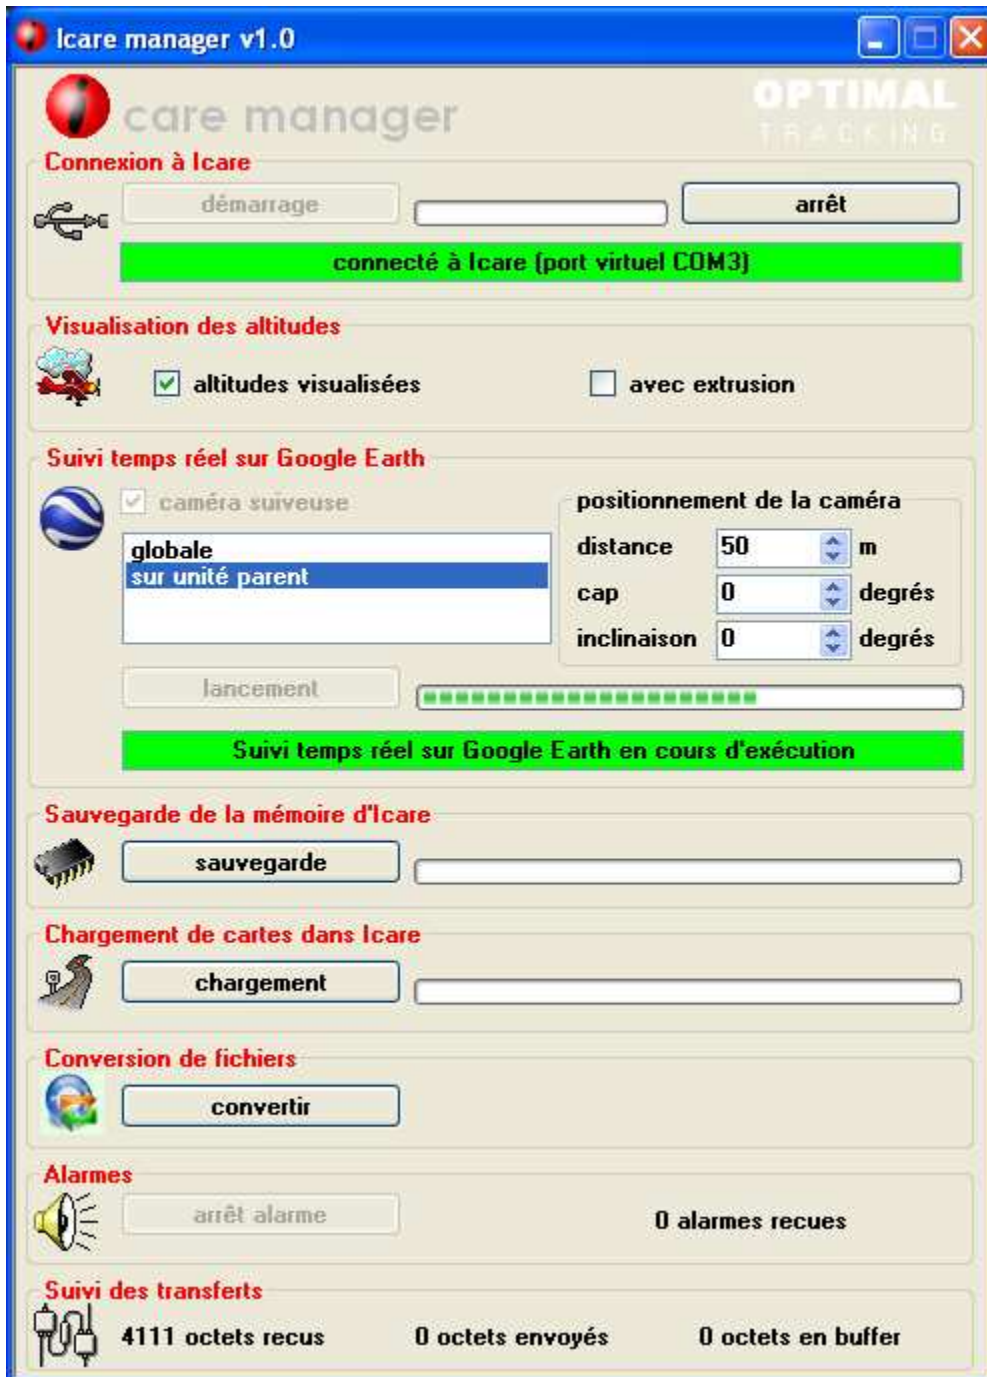 Icare manager v1.0
i care manager
OPTIMAL
TRACKING
Connexion à Icare
démarrage
arrêt
connecté à Icare (port virtuel COM3)
Visualisation des altitudes
altitudes visualisées
avec extrusion
Suivi temps réel sur Google Earth
caméra suiveuse
globale
sur unité parent
positionnement de la caméra
distance 50 m
cap 0 degrés
inclinaison 0 degrés
lancement
Suivi temps réel sur Google Earth en cours d'exécution
Sauvegarde de la mémoire d'Icare
sauvegarde
Chargement de cartes dans Icare
chargement
Conversion de fichiers
convertir
Alarmes
arrêt alarme
0 alarmes recues
Suivi des transferts
4111 octets recus 0 octets envoyés 0 octets en buffer